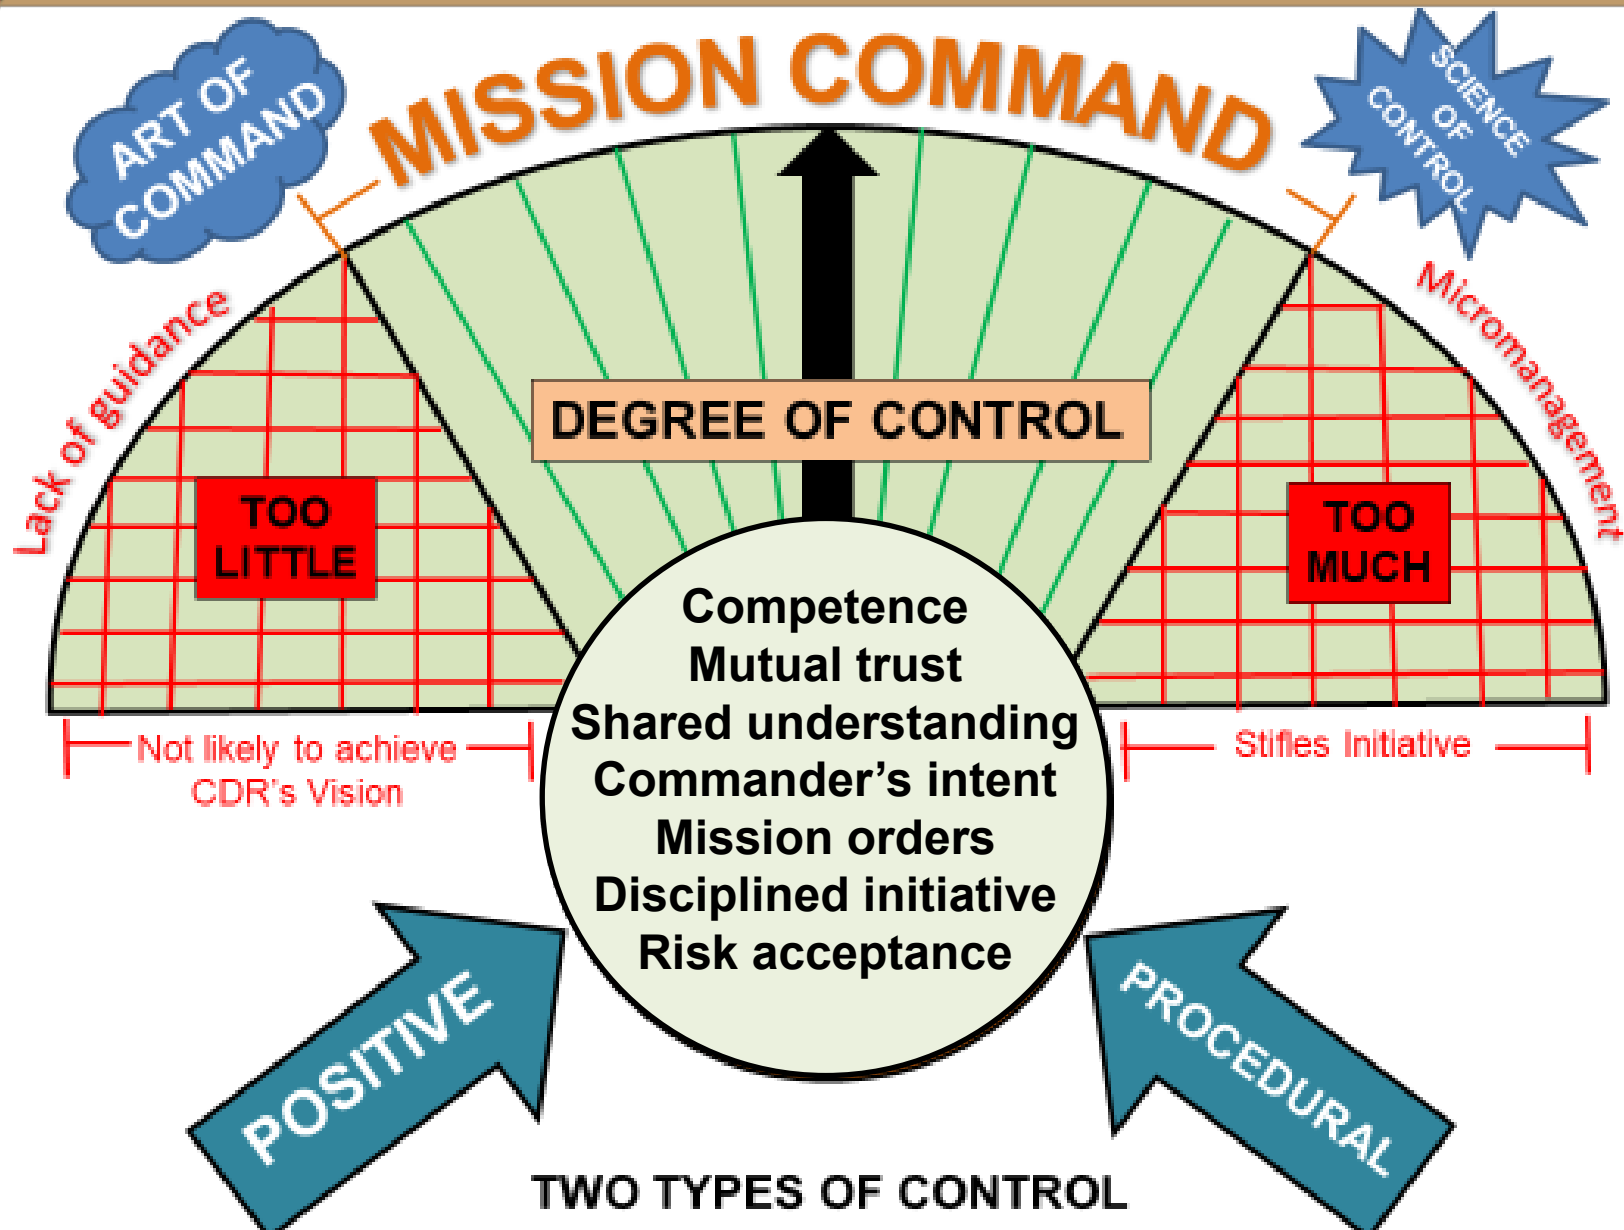 ART OF
COMMAND
MISSION COMMAND
SCIENCE
OF
CONTROL
Lack of guidance
Micromanagement
DEGREE OF CONTROL
TOO
LITTLE
TOO
MUCH
Not likely to achieve
CDR's Vision
Stifles Initiative
Competence
Mutual trust
Shared understanding
Commander’s intent
Mission orders
Disciplined initiative
Risk acceptance
POSITIVE
PROCEDURAL
TWO TYPES OF CONTROL